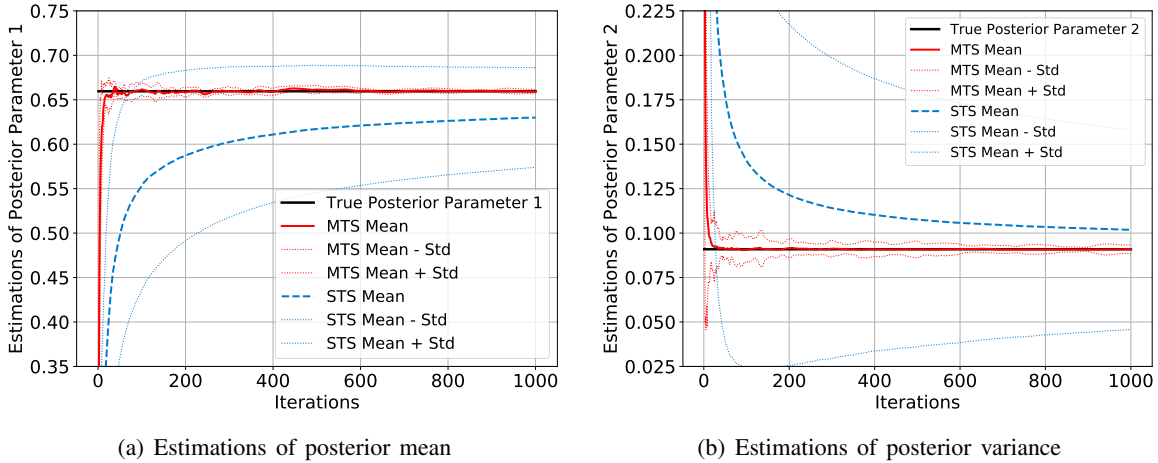 Estimations of Posterior Parameter 1
0.75
0.70
0.65
0.60
0.55
0.50
0.45
0.40
0.35
True Posterior Parameter 1
MTS Mean
MTS Mean - Std
MTS Mean + Std
STS Mean
STS Mean - Std
STS Mean + Std
0 200 400 600 800 1000
Iterations
(a) Estimations of posterior mean
Estimations of Posterior Parameter 2
0.225
0.200
0.175
0.150
0.125
0.100
0.075
0.050
0.025
True Posterior Parameter 2
MTS Mean
MTS Mean - Std
MTS Mean + Std
STS Mean
STS Mean - Std
STS Mean + Std
0 200 400 600 800 1000
Iterations
(b) Estimations of posterior variance